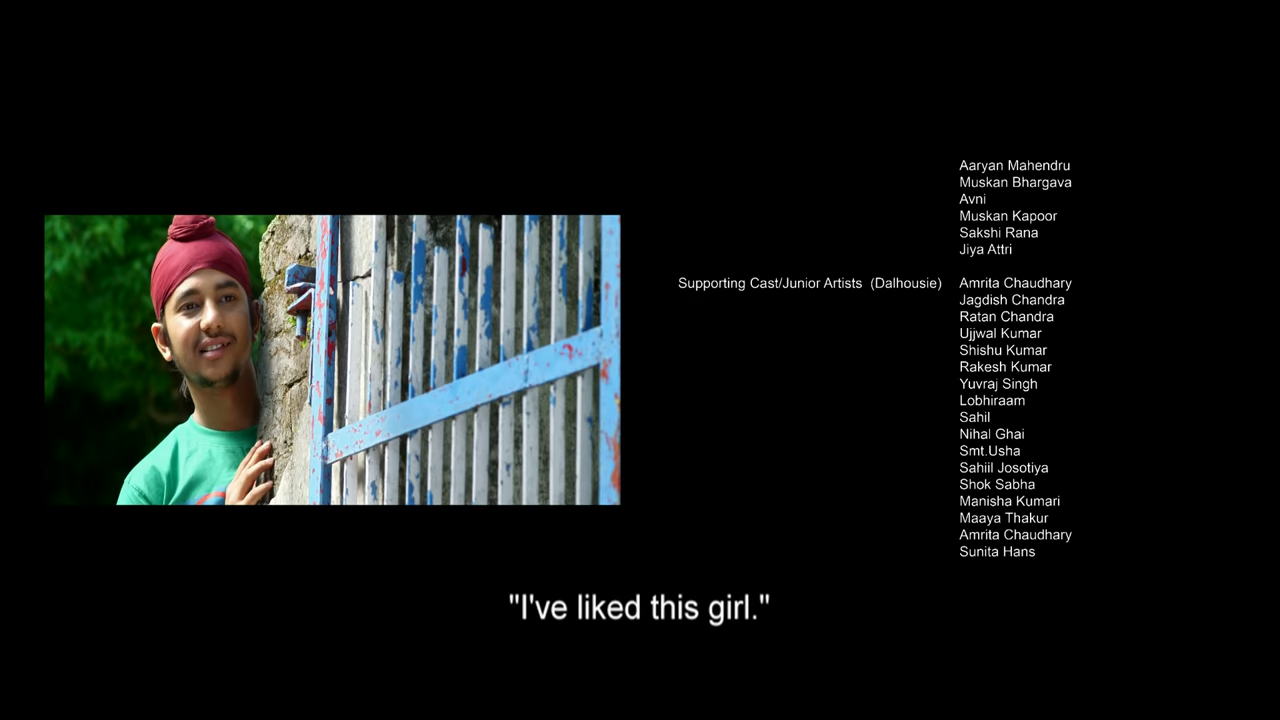 Aaryan Mahendru
Muskan Bhargava
Avni
Muskan Kapoor
Sakshi Rana
Jiya Attri
Supporting Cast/Junior Artists (Dalhousie) Amrita Chaudhary
Jagdish Chandra
Ratan Chandra
Ujjwal Kumar
Shishu Kumar
Rakesh Kumar
Yuvraj Singh
Lobhiraam
Sahil
Nihal Ghai
Smt.Usha
Sahiil Josotiya
Shok Sabha
Manisha Kumari
Maaya Thakur
Amrita Chaudhary
Sunita Hans
"I've liked this girl."